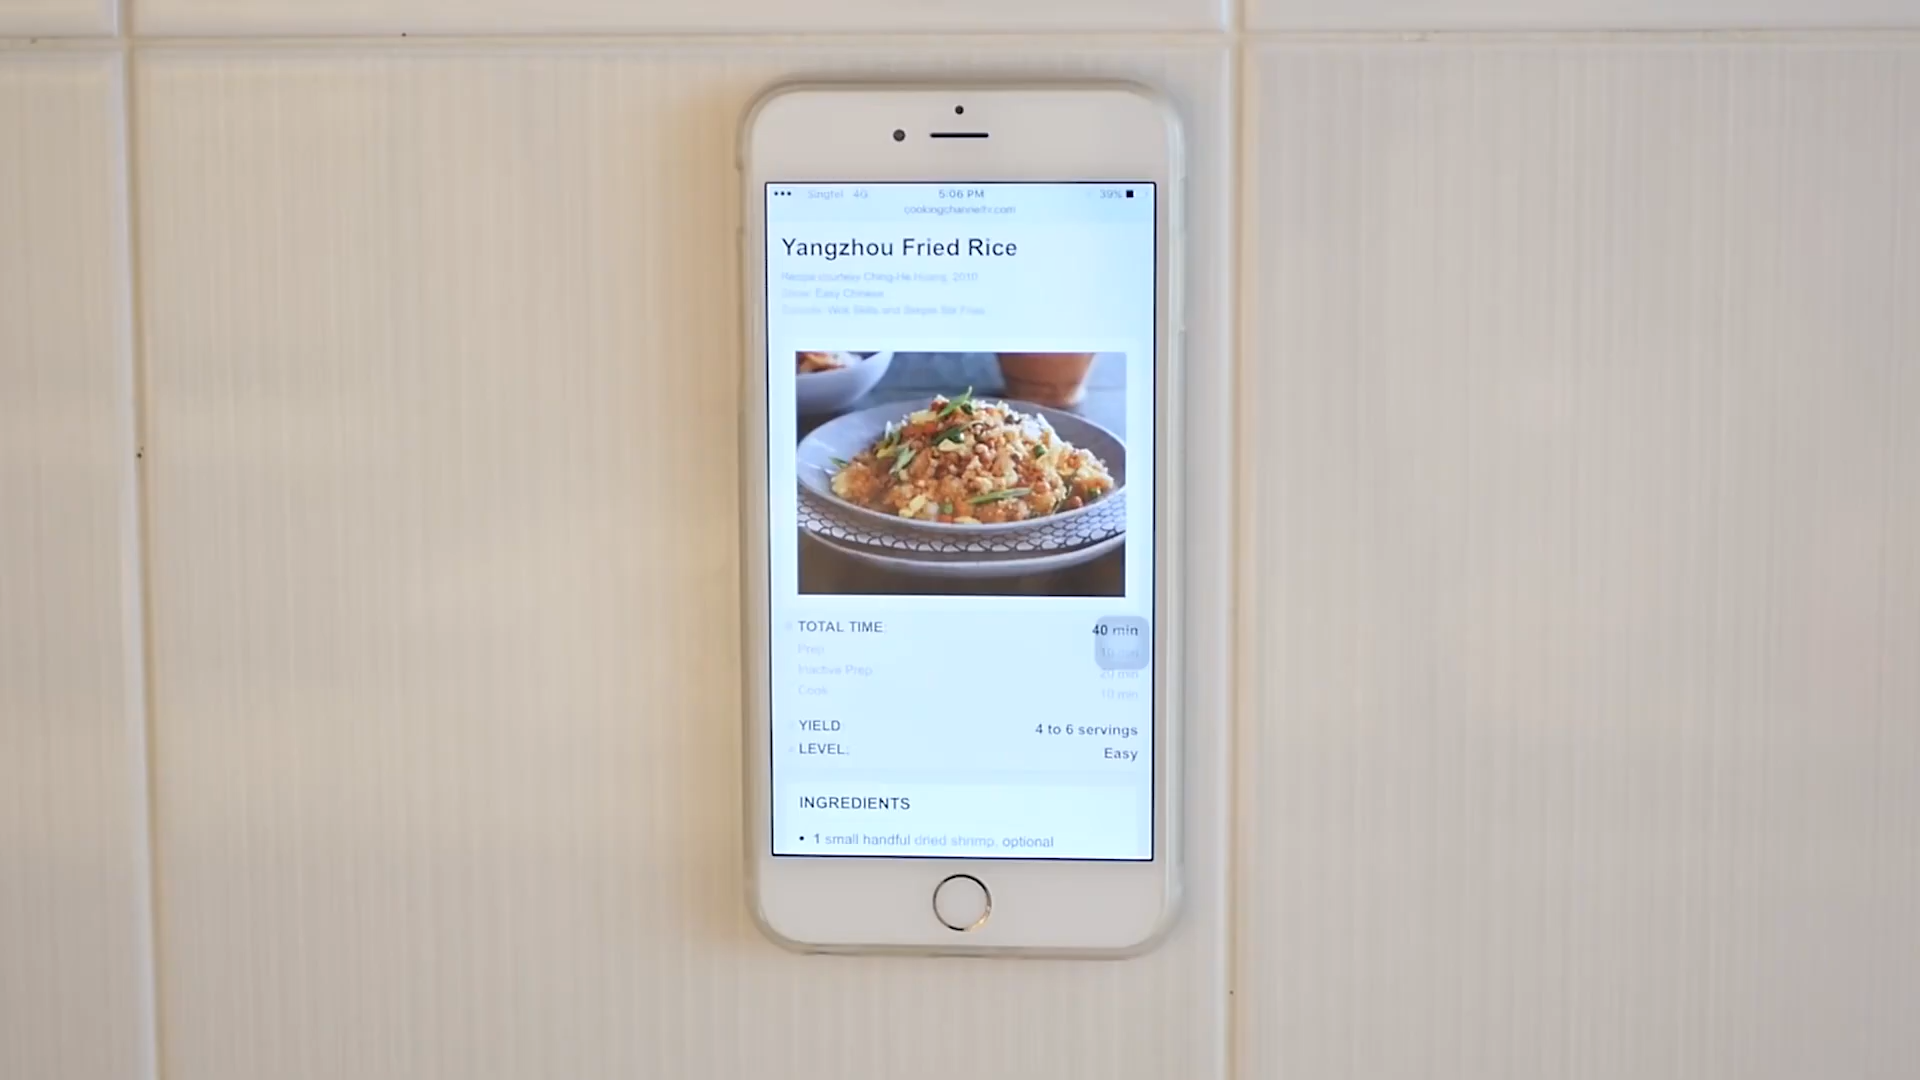 Singtel 4G 5:06 PM 39%
cookingchanneltv.com
Yangzhou Fried Rice
Recipe courtesy Ching-He Huang, 2010
Show: Easy Chinese
Episode: Wok Skills and Simple Stir Fries
TOTAL TIME: 40 min
Prep 10 min
Inactive Prep 20 min
Cook 10 min
YIELD: 4 to 6 servings
LEVEL: Easy
INGREDIENTS
• 1 small handful dried shrimp, optional